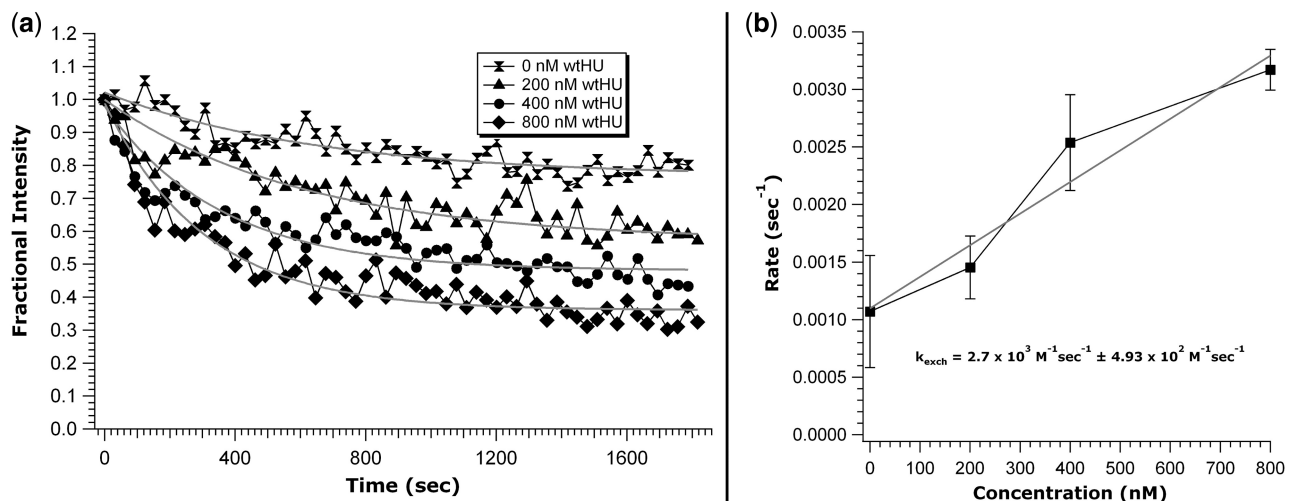 (a)
1.2
1.1
1.0
0.9
0.8
0.7
0.6
0.5
0.4
0.3
0.2
0.1
0.0
Fractional Intensity
0 nM wtHU
200 nM wtHU
400 nM wtHU
800 nM wtHU
0 400 800 1200 1600
Time (sec)
(b)
0.0035
0.0030
0.0025
0.0020
0.0015
0.0010
0.0005
0.0000
Rate (sec⁻¹)
k_exch = 2.7 x 10³ M⁻¹sec⁻¹ ± 4.93 x 10² M⁻¹sec⁻¹
0 100 200 300 400 500 600 700 800
Concentration (nM)